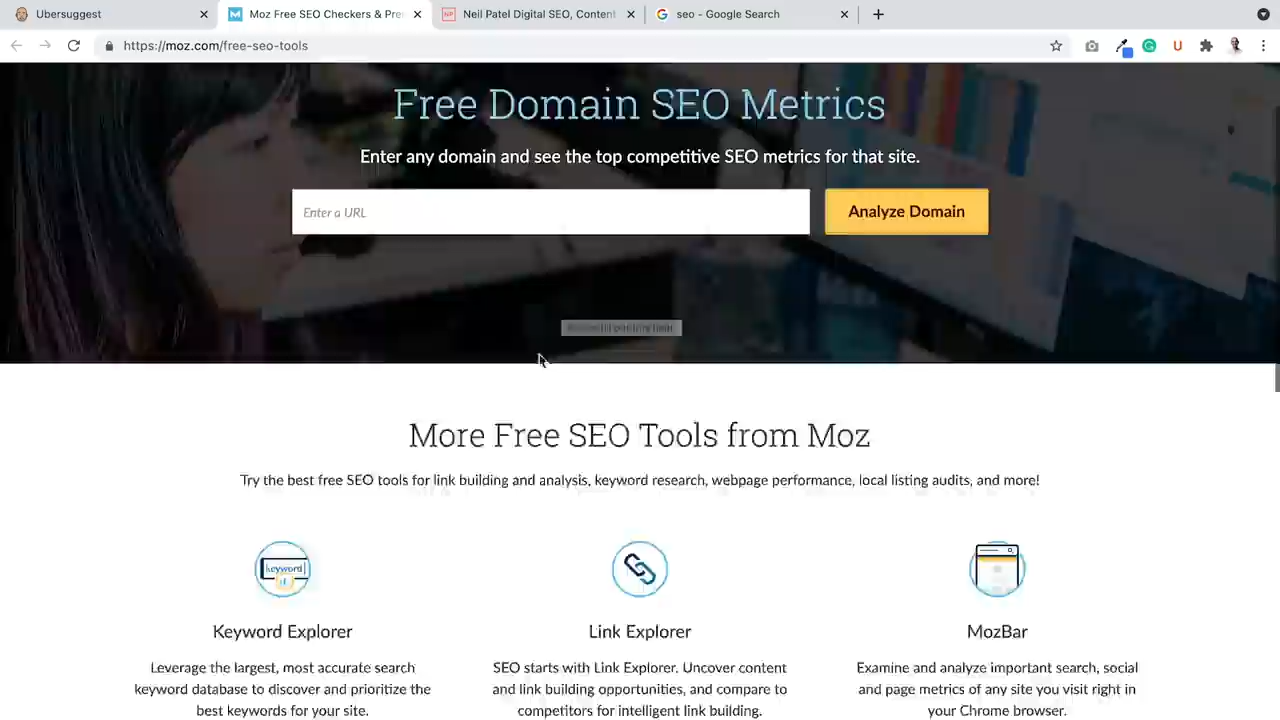 Ubersuggest
Moz Free SEO Checkers & Pre
Neil Patel Digital SEO, Content
seo - Google Search
https://moz.com/free-seo-tools
Free Domain SEO Metrics
Enter any domain and see the top competitive SEO metrics for that site.
Enter a URL
Analyze Domain
More Free SEO Tools from Moz
Try the best free SEO tools for link building and analysis, keyword research, webpage performance, local listing audits, and more!
keyword
Keyword Explorer
Link Explorer
MozBar
Leverage the largest, most accurate search
keyword database to discover and prioritize the
best keywords for your site.
SEO starts with Link Explorer. Uncover content
and link building opportunities, and compare to
competitors for intelligent link building.
Examine and analyze important search, social
and page metrics of any site you visit right in
your Chrome browser.